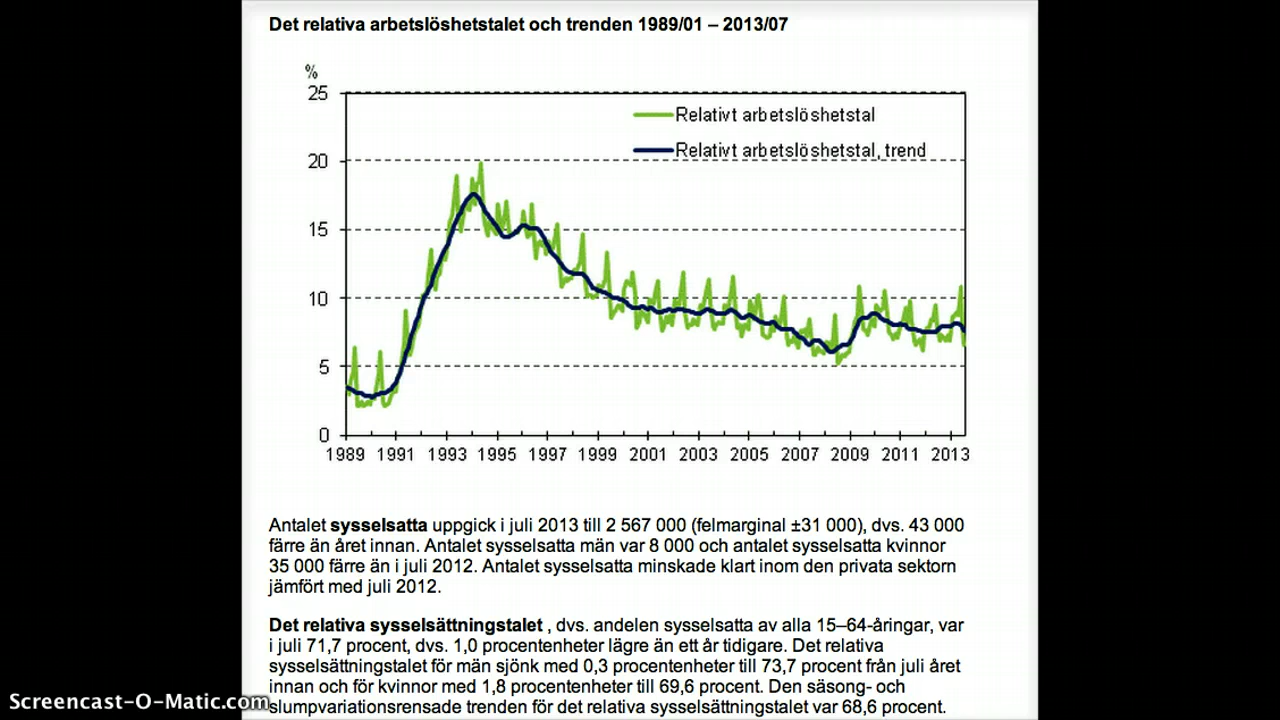 Det relativa arbetslöshetstalet och trenden 1989/01 – 2013/07
%
25
Relativt arbetslöshetstal
Relativt arbetslöshetstal, trend
20
15
10
5
0
1989 1991 1993 1995 1997 1999 2001 2003 2005 2007 2009 2011 2013
Antalet sysselsatta uppgick i juli 2013 till 2 567 000 (felmarginal ±31 000), dvs. 43 000
färre än året innan. Antalet sysselsatta män var 8 000 och antalet sysselsatta kvinnor
35 000 färre än i juli 2012. Antalet sysselsatta minskade klart inom den privata sektorn
jämfört med juli 2012.
Det relativa sysselsättningstalet , dvs. andelen sysselsatta av alla 15–64-åringar, var
i juli 71,7 procent, dvs. 1,0 procentenheter lägre än ett år tidigare. Det relativa
sysselsättningstalet för män sjönk med 0,3 procentenheter till 73,7 procent från juli året
innan och för kvinnor med 1,8 procentenheter till 69,6 procent. Den säsong- och
slumpvariationsrensade trenden för det relativa sysselsättningstalet var 68,6 procent.
Screencast-O-Matic.com